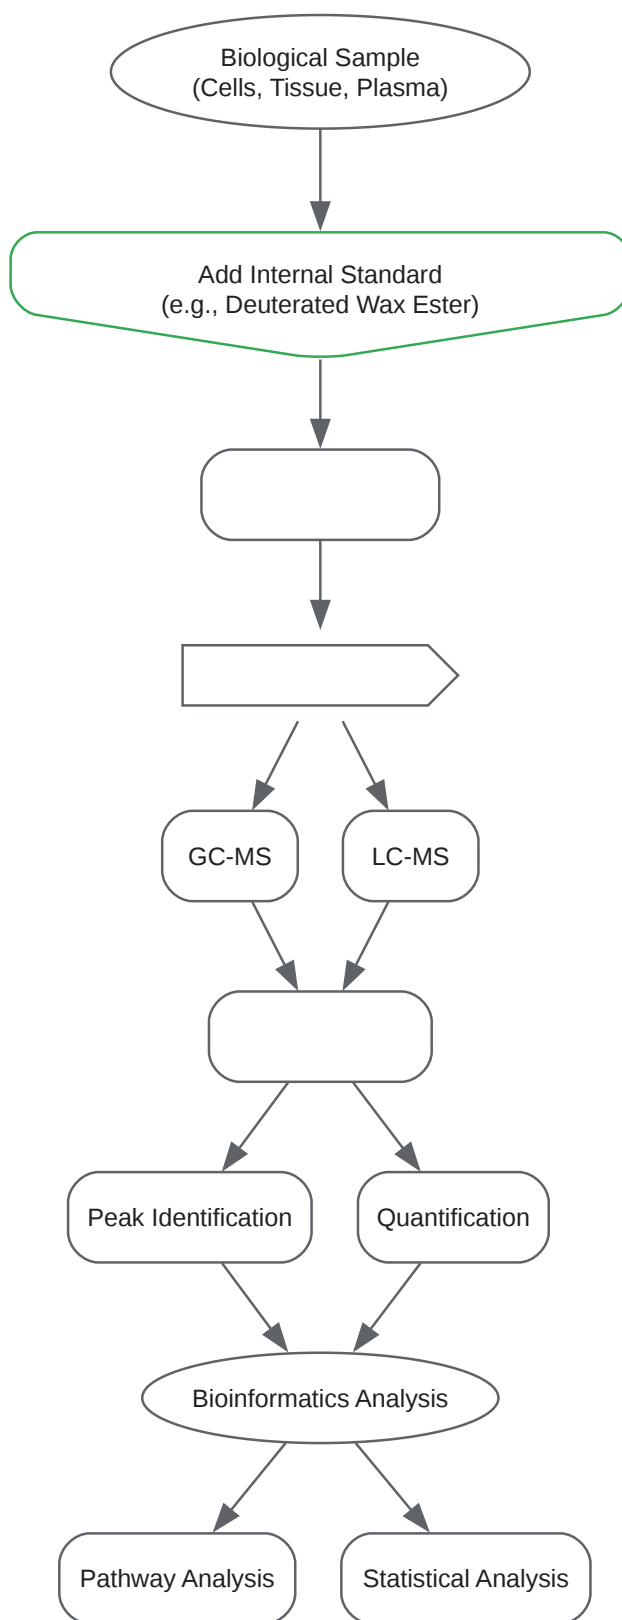 Biological Sample
(Cells, Tissue, Plasma)
Add Internal Standard
(e.g., Deuterated Wax Ester)
GC-MS
LC-MS
Peak Identification
Quantification
Bioinformatics Analysis
Pathway Analysis
Statistical Analysis